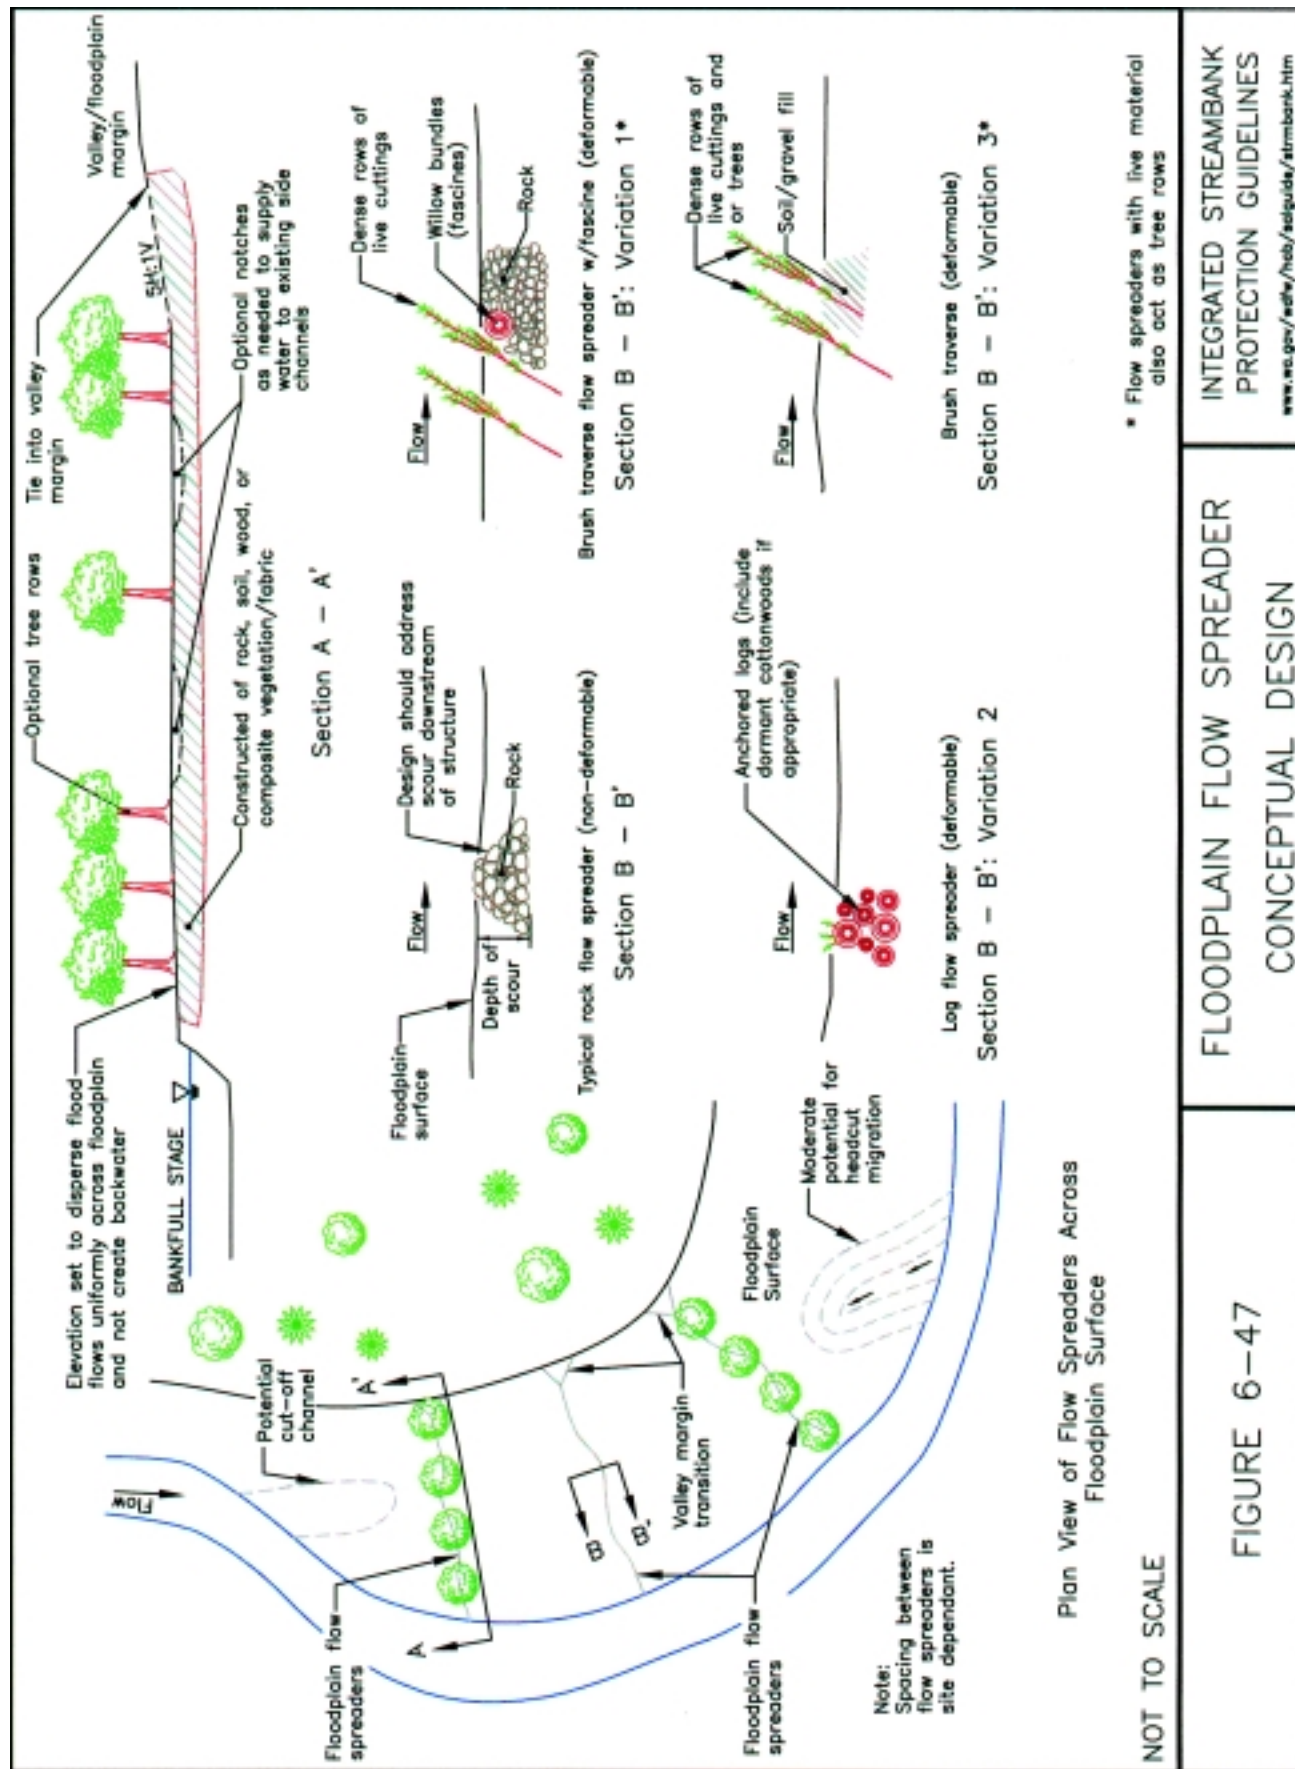 Elevation set to disperse flood
flows uniformly across floodplain
and not create backwater
Optional tree rows
Tie into valley
margin
Valley/floodplain
margin
BANKFULL STAGE
5H:1V
Constructed of rock, soil, wood, or
composite vegetation/fabric
Optional notches
as needed to supply
water to existing side
channels
Section A – A'
Flow
Potential
cut-off
channel
A'
A
Floodplain flow
spreaders
B
B'
Valley margin
transition
Floodplain flow
spreaders
Floodplain
Surface
Moderate
potential for
headcut
migration
Note:
Spacing between
flow spreaders is
site dependant.
Plan View of Flow Spreaders Across
Floodplain Surface
Floodplain
surface
Flow
Design should address
scour downstream
of structure
Depth of
scour
Rock
Typical rock flow spreader (non-deformable)
Section B – B'
Flow
Dense rows of
live cuttings
Willow bundles
(fascines)
Rock
Brush traverse flow spreader w/fascine (deformable)
Section B – B': Variation 1*
Flow
Anchored logs (include
dormant cottonwoods if
appropriate)
Log flow spreader (deformable)
Section B – B': Variation 2
Flow
Dense rows of
live cuttings and
or trees
Soil/gravel fill
Brush traverse (deformable)
Section B – B': Variation 3*
* Flow spreaders with live material
also act as tree rows
NOT TO SCALE
FIGURE 6–47
FLOODPLAIN FLOW SPREADER
CONCEPTUAL DESIGN
INTEGRATED STREAMBANK
PROTECTION GUIDELINES
www.wa.gov/wdfw/hab/salguide/strmbank.htm